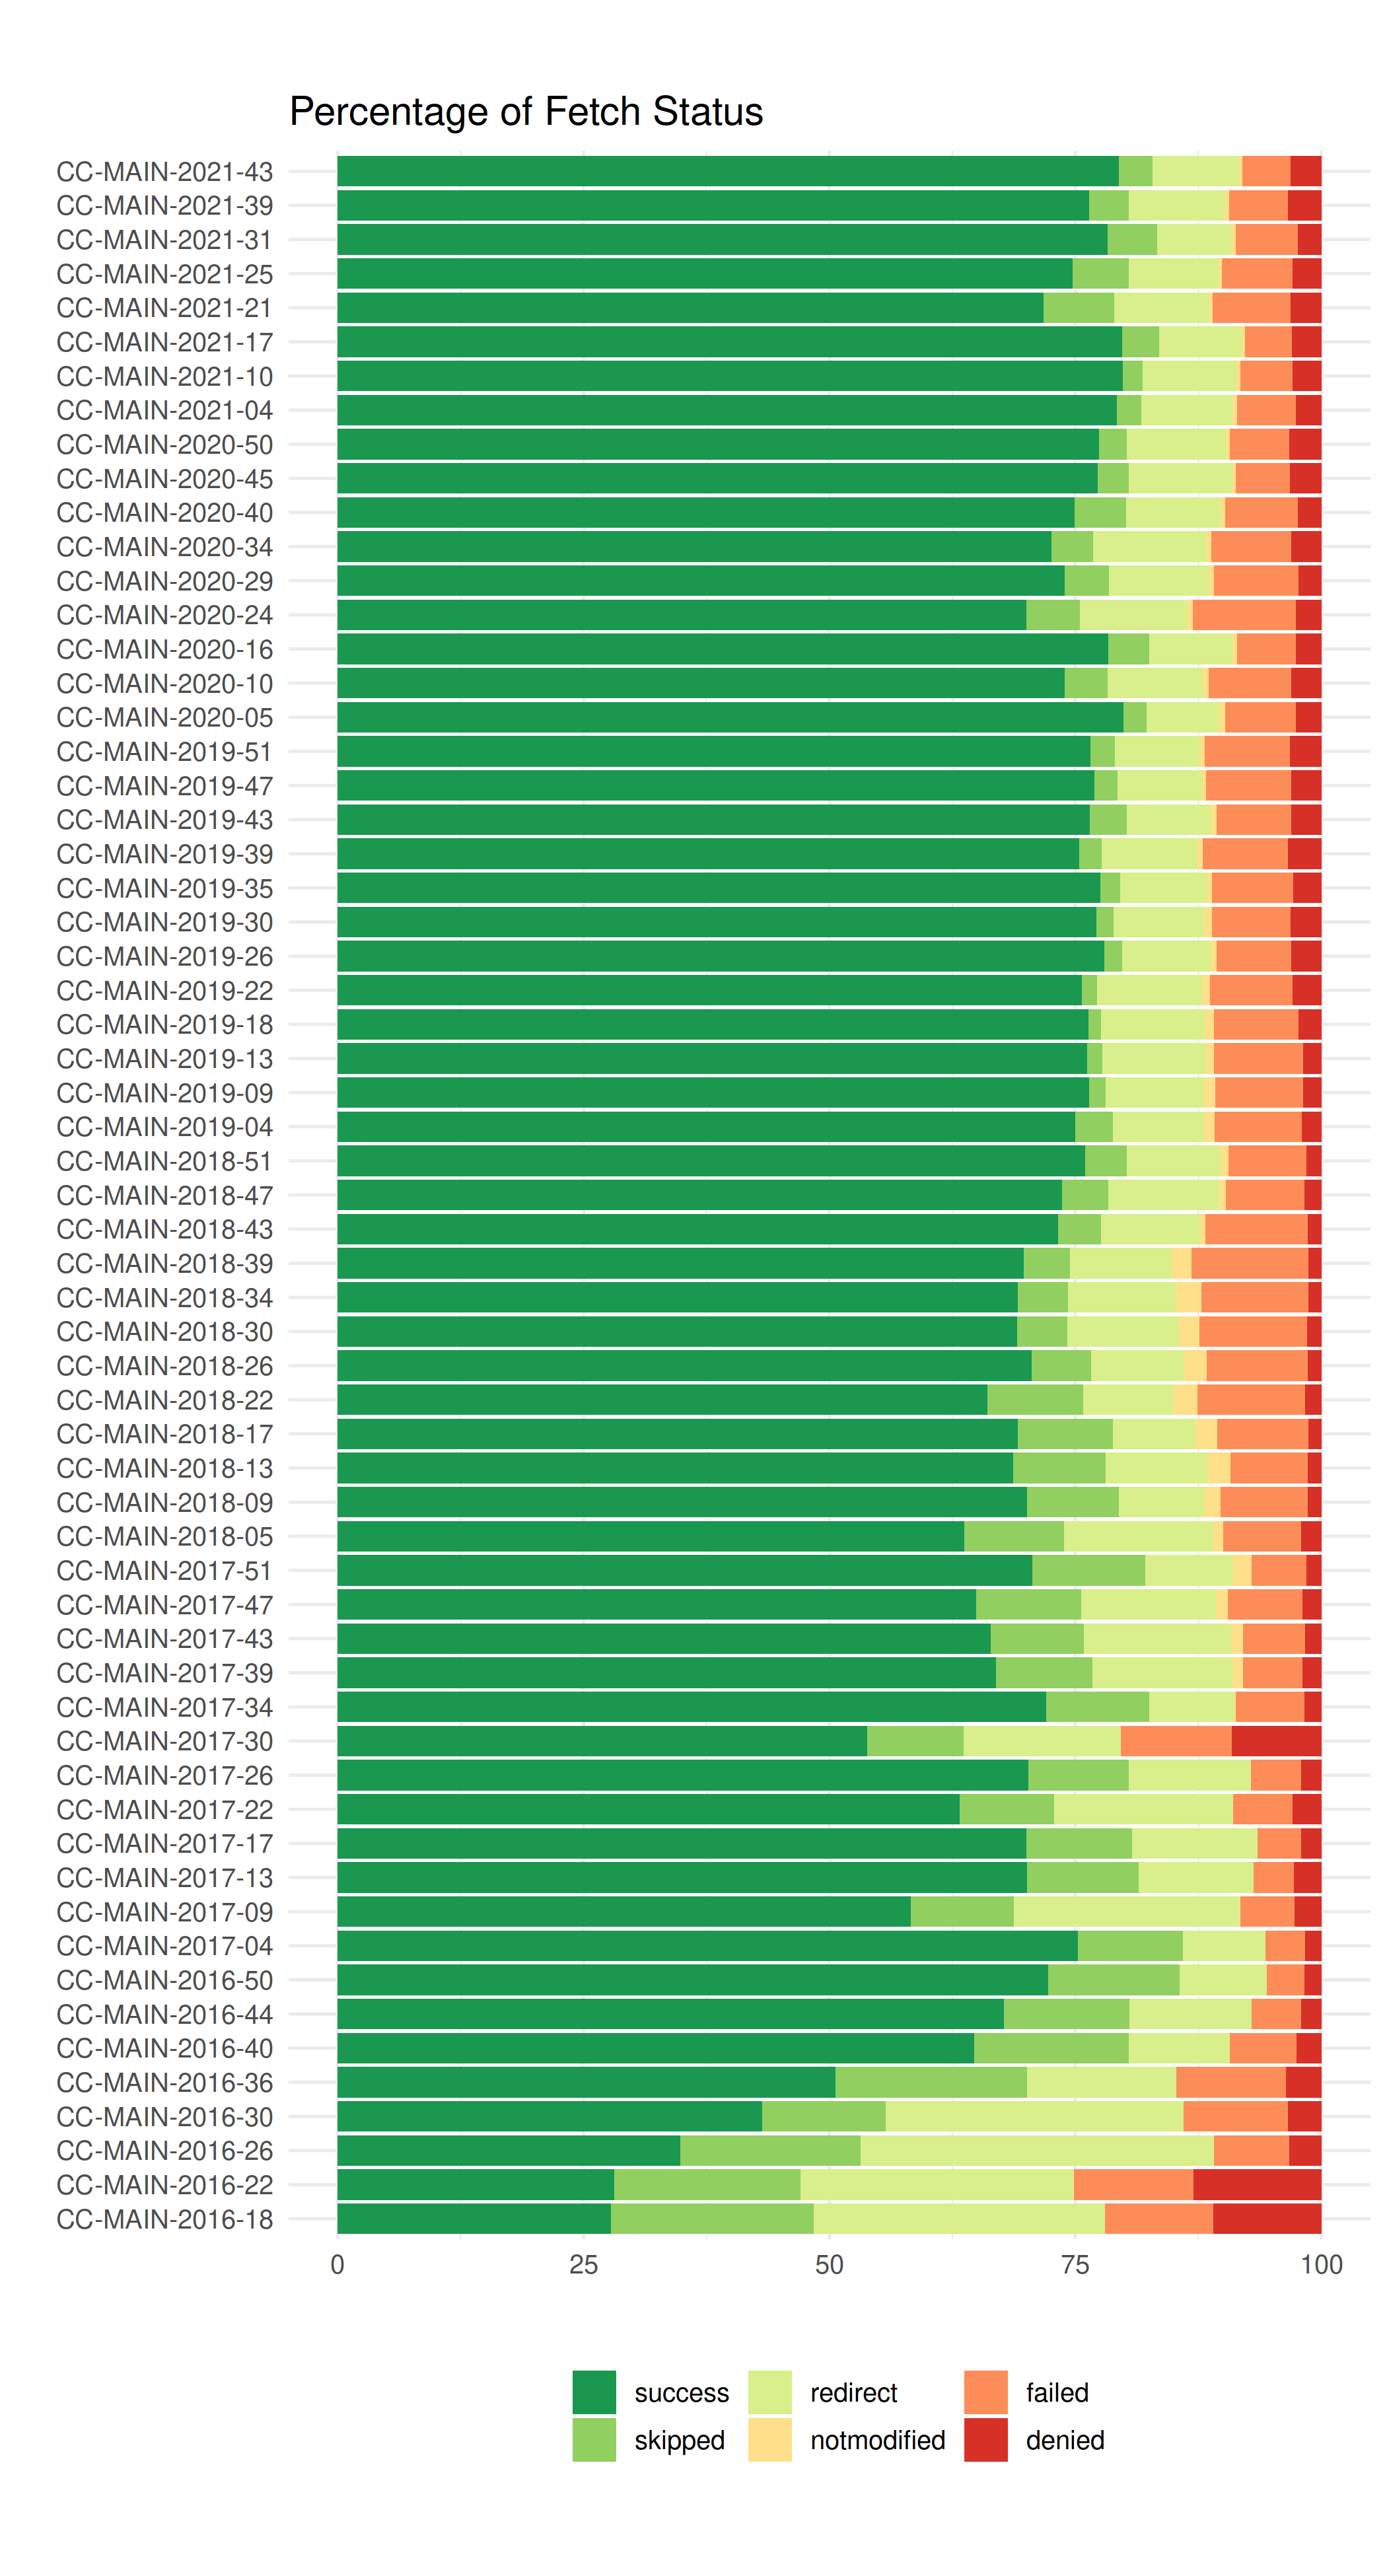 Percentage of Fetch Status
CC-MAIN-2021-43
CC-MAIN-2021-39
CC-MAIN-2021-31
CC-MAIN-2021-25
CC-MAIN-2021-21
CC-MAIN-2021-17
CC-MAIN-2021-10
CC-MAIN-2021-04
CC-MAIN-2020-50
CC-MAIN-2020-45
CC-MAIN-2020-40
CC-MAIN-2020-34
CC-MAIN-2020-29
CC-MAIN-2020-24
CC-MAIN-2020-16
CC-MAIN-2020-10
CC-MAIN-2020-05
CC-MAIN-2019-51
CC-MAIN-2019-47
CC-MAIN-2019-43
CC-MAIN-2019-39
CC-MAIN-2019-35
CC-MAIN-2019-30
CC-MAIN-2019-26
CC-MAIN-2019-22
CC-MAIN-2019-18
CC-MAIN-2019-13
CC-MAIN-2019-09
CC-MAIN-2019-04
CC-MAIN-2018-51
CC-MAIN-2018-47
CC-MAIN-2018-43
CC-MAIN-2018-39
CC-MAIN-2018-34
CC-MAIN-2018-30
CC-MAIN-2018-26
CC-MAIN-2018-22
CC-MAIN-2018-17
CC-MAIN-2018-13
CC-MAIN-2018-09
CC-MAIN-2018-05
CC-MAIN-2017-51
CC-MAIN-2017-47
CC-MAIN-2017-43
CC-MAIN-2017-39
CC-MAIN-2017-34
CC-MAIN-2017-30
CC-MAIN-2017-26
CC-MAIN-2017-22
CC-MAIN-2017-17
CC-MAIN-2017-13
CC-MAIN-2017-09
CC-MAIN-2017-04
CC-MAIN-2016-50
CC-MAIN-2016-44
CC-MAIN-2016-40
CC-MAIN-2016-36
CC-MAIN-2016-30
CC-MAIN-2016-26
CC-MAIN-2016-22
CC-MAIN-2016-18
0 25 50 75 100
success redirect failed
skipped notmodified denied